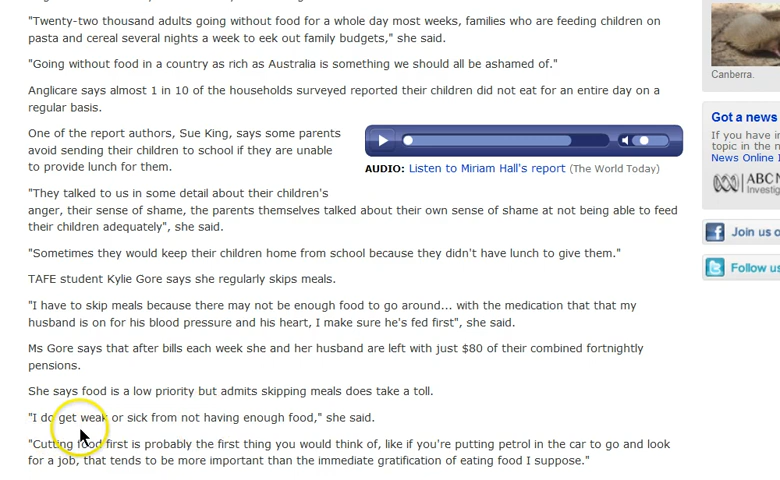 "Twenty-two thousand adults going without food for a whole day most weeks, families who are feeding children on
pasta and cereal several nights a week to eek out family budgets," she said.
"Going without food in a country as rich as Australia is something we should all be ashamed of."
Anglicare says almost 1 in 10 of the households surveyed reported their children did not eat for an entire day on a
regular basis.
One of the report authors, Sue King, says some parents
avoid sending their children to school if they are unable
to provide lunch for them.
AUDIO: Listen to Miriam Hall's report (The World Today)
"They talked to us in some detail about their children's
anger, their sense of shame, the parents themselves talked about their own sense of shame at not being able to feed
their children adequately", she said.
"Sometimes they would keep their children home from school because they didn't have lunch to give them."
TAFE student Kylie Gore says she regularly skips meals.
"I have to skip meals because there may not be enough food to go around... with the medication that that my
husband is on for his blood pressure and his heart, I make sure he's fed first", she said.
Ms Gore says that after bills each week she and her husband are left with just $80 of their combined fortnightly
pensions.
She says food is a low priority but admits skipping meals does take a toll.
"I do get weak or sick from not having enough food," she said.
"Cutting food first is probably the first thing you would think of, like if you're putting petrol in the car to go and look
for a job, that tends to be more important than the immediate gratification of eating food I suppose."
Canberra.
Got a news
If you have i
topic in the n
News Online I
ABC N
Investig
Join us o
Follow us